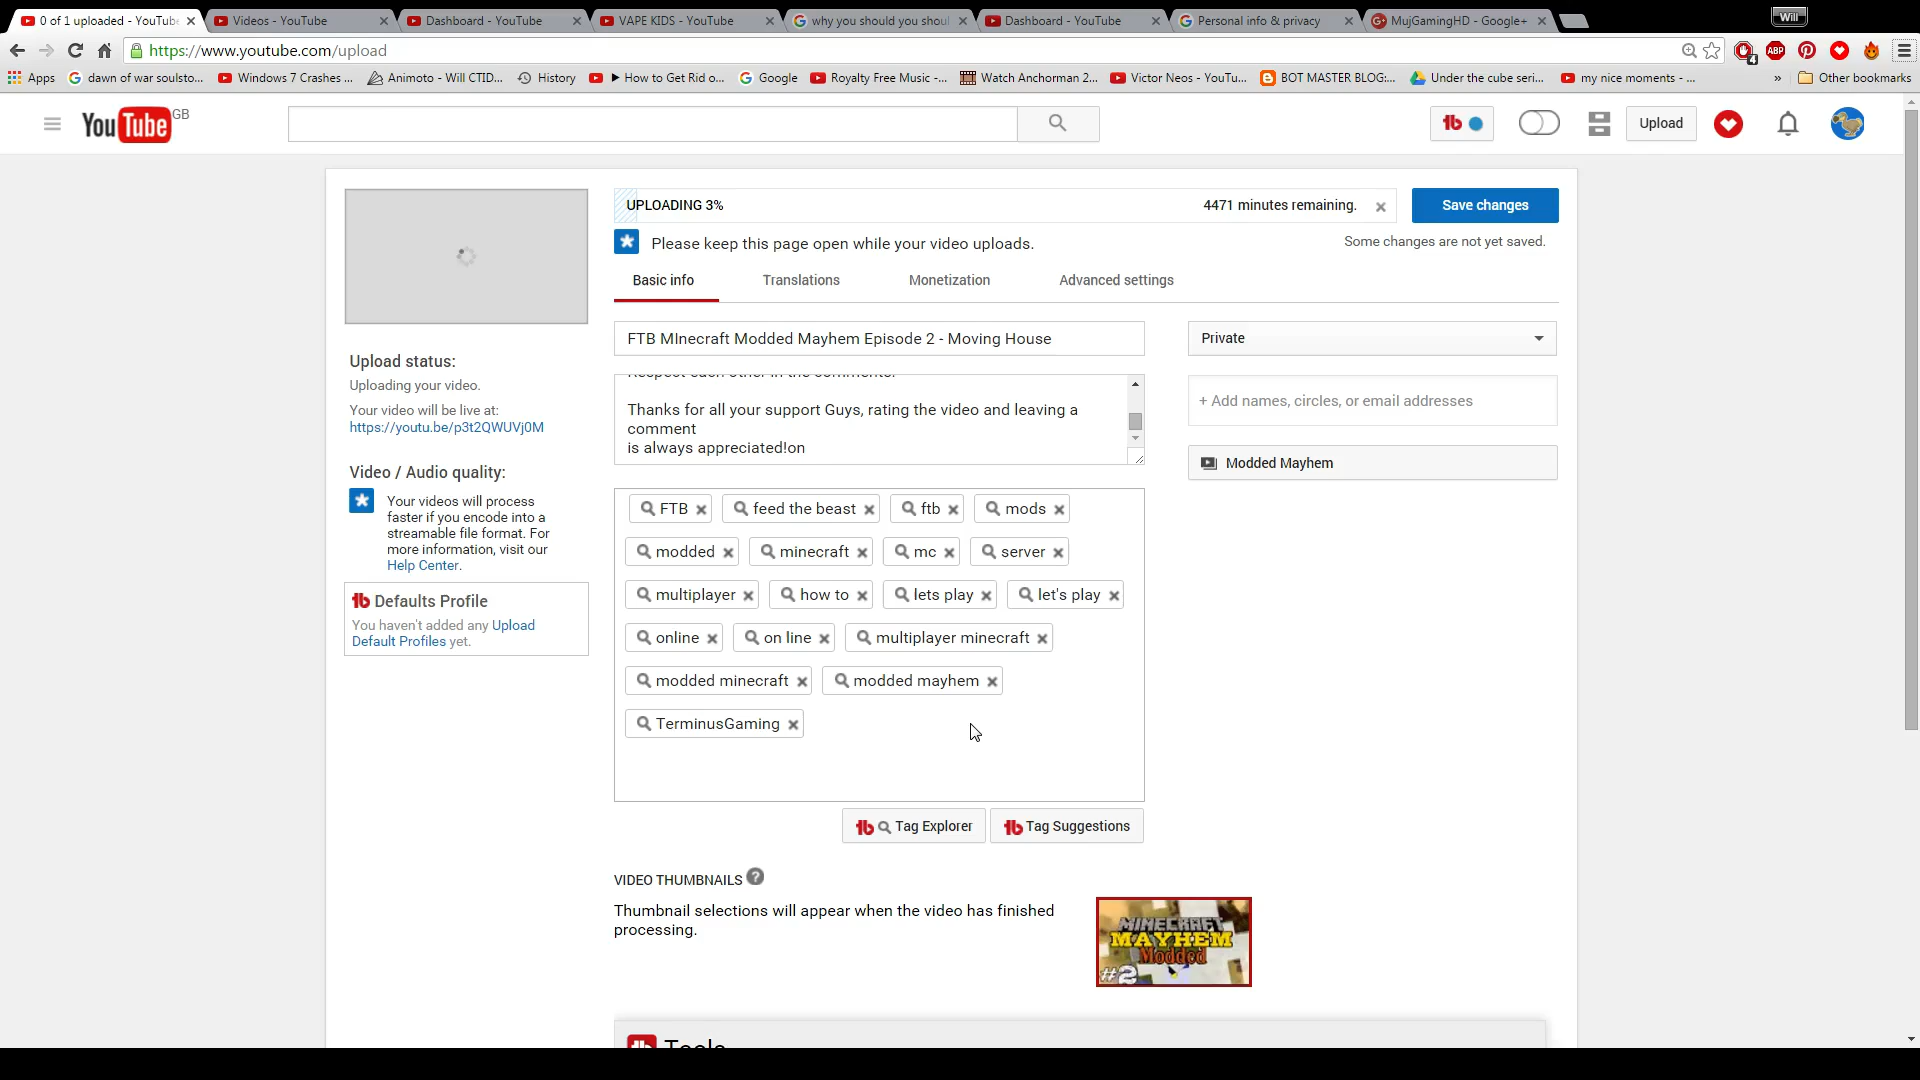 0 of 1 uploaded - YouTub
Videos - YouTube
Dashboard - YouTube
VAPE KIDS - YouTube
why you should you shoul
Dashboard - YouTube
Personal info & privacy
MujGamingHD - Google+
Will
https://www.youtube.com/upload
ABP
4
Apps
dawn of war soulsto...
Windows 7 Crashes ...
Animoto - Will CTID...
History
▶ How to Get Rid o...
Google
Royalty Free Music -...
Watch Anchorman 2...
Victor Neos - YouTu...
BOT MASTER BLOG:...
Under the cube seri...
my nice moments - ...
»
Other bookmarks
YouTube GB
Upload
UPLOADING 3%
4471 minutes remaining.
Save changes
Please keep this page open while your video uploads.
Some changes are not yet saved.
Basic info
Translations
Monetization
Advanced settings
FTB MInecraft Modded Mayhem Episode 2 - Moving House
Private
Upload status:
Uploading your video.
Your video will be live at:
https://youtu.be/p3t2QWUVj0M
Respect each other in the comments.
Thanks for all your support Guys, rating the video and leaving a
comment
is always appreciated!on
+ Add names, circles, or email addresses
Modded Mayhem
Video / Audio quality:
Your videos will process
faster if you encode into a
streamable file format. For
more information, visit our
Help Center.
Defaults Profile
You haven't added any Upload
Default Profiles yet.
FTB
feed the beast
ftb
mods
modded
minecraft
mc
server
multiplayer
how to
lets play
let's play
online
on line
multiplayer minecraft
modded minecraft
modded mayhem
TerminusGaming
Tag Explorer
Tag Suggestions
VIDEO THUMBNAILS ?
Thumbnail selections will appear when the video has finished
processing.
MINECRAFT
MAYHEM
Modded
#2
Tools